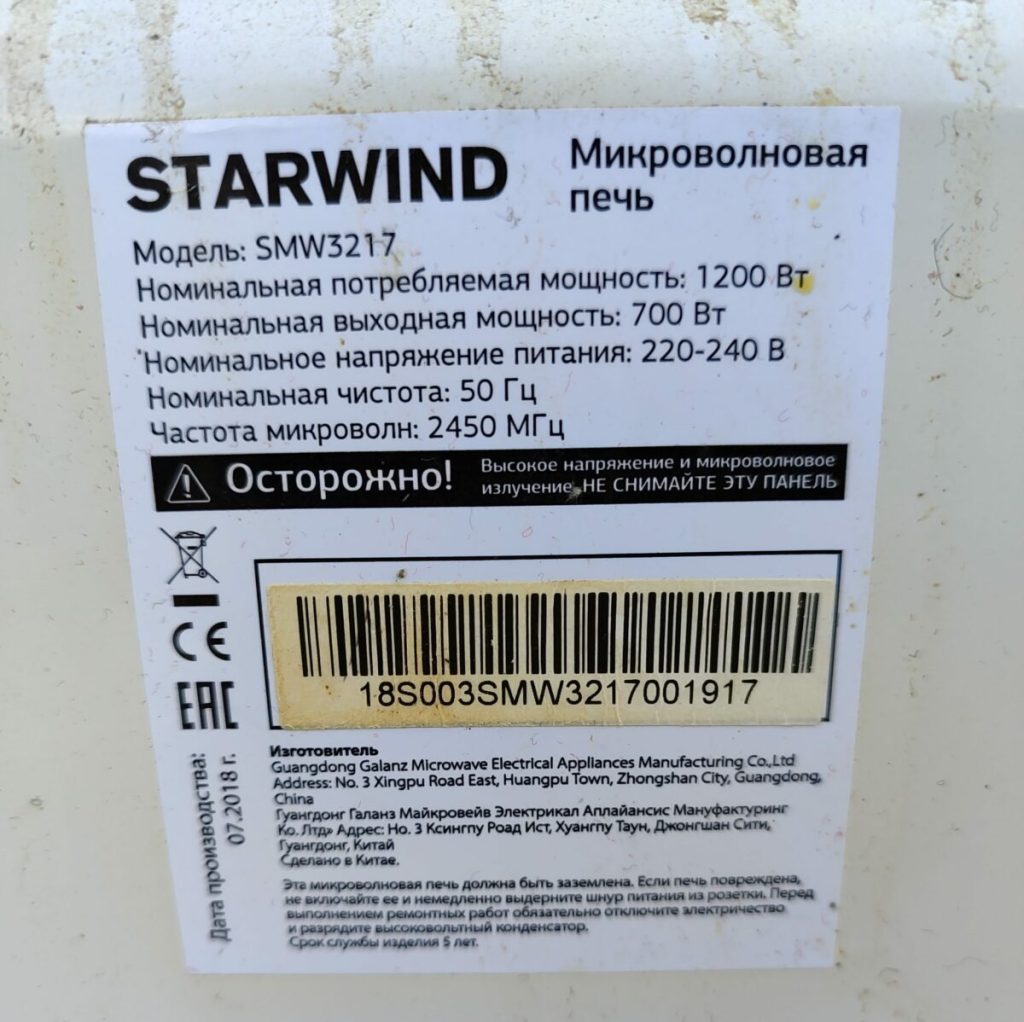 STARWIND
Микроволновая
печь
Модель: SMW3217
Номинальная потребляемая мощность: 1200 Вт
Номинальная выходная мощность: 700 Вт
Номинальное напряжение питания: 220-240 В
Номинальная чистота: 50 Гц
Частота микроволн: 2450 МГц
Осторожно!
Высокое напряжение и микроволновое
излучение. НЕ СНИМАЙТЕ ЭТУ ПАНЕЛЬ
CE
EAC
18S003SMW3217001917
Дата производства:
07.2018 г.
Изготовитель
Guangdong Galanz Microwave Electrical Appliances Manufacturing Co.,Ltd
Address: No. 3 Xingpu Road East, Huangpu Town, Zhongshan City, Guangdong,
China
Гуангдонг Галанз Майкровейв Электрикал Аплайансис Мануфактуринг
Ко. Лтд» Адрес: Но. 3 Ксингпу Роад Ист, Хуангпу Таун, Джонгшан Сити,
Гуангдонг, Китай
Сделано в Китае.
Эта микроволновая печь должна быть заземлена. Если печь повреждена,
не включайте ее и немедленно выдерните шнур питания из розетки. Перед
выполнением ремонтных работ обязательно отключите электричество
и разрядите высоковольтный конденсатор.
Срок службы изделия 5 лет.